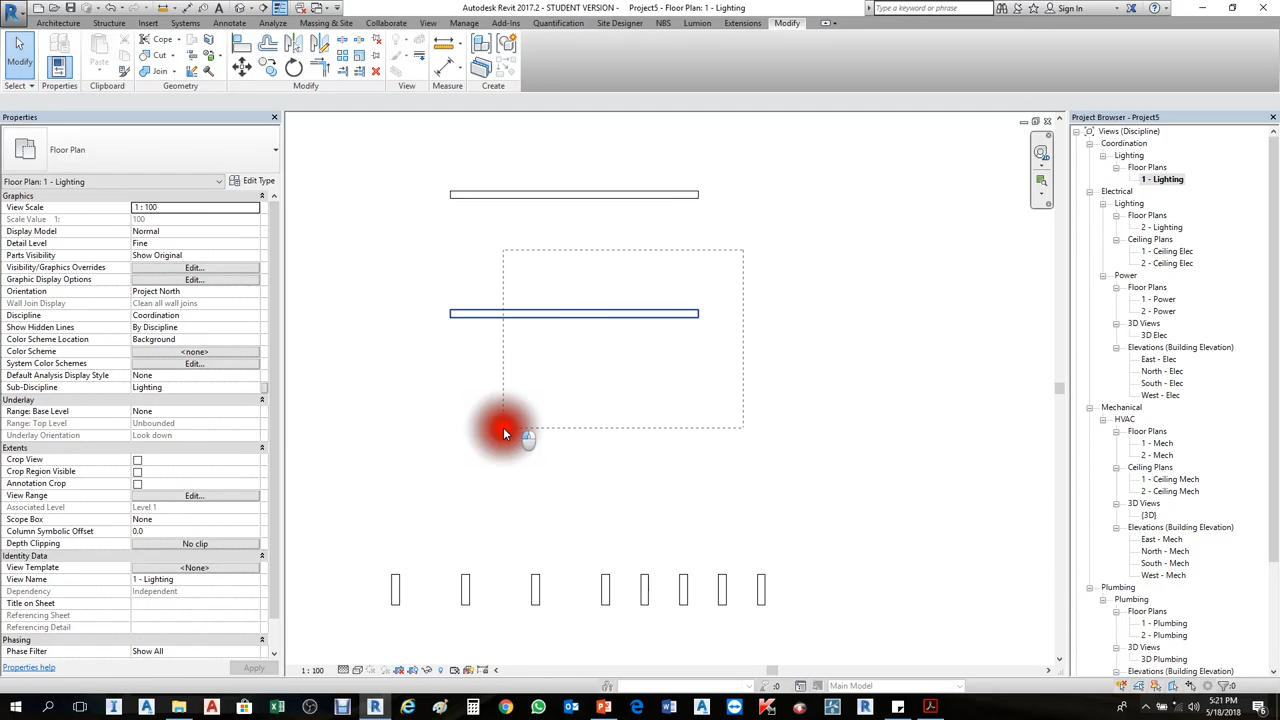 Autodesk Revit 2017.2 - STUDENT VERSION - Project5 - Floor Plan: 1 - Lighting
Type a keyword or phrase
Sign In
Architecture Structure Insert Systems Annotate Analyze Massing & Site Collaborate View Manage Add-Ins Quantification Site Designer NBS Lumion Extensions Modify
Modify
Paste
Cope
Cut
Join
Select Properties Clipboard Geometry Modify View Measure Create
Properties
Floor Plan
Floor Plan: 1 - Lighting
Edit Type
Graphics
View Scale 1 : 100
Scale Value 1: 100
Display Model Normal
Detail Level Fine
Parts Visibility Show Original
Visibility/Graphics Overrides Edit...
Graphic Display Options Edit...
Orientation Project North
Wall Join Display Clean all wall joins
Discipline Coordination
Show Hidden Lines By Discipline
Color Scheme Location Background
Color Scheme <none>
System Color Schemes Edit...
Default Analysis Display Style None
Sub-Discipline Lighting
Underlay
Range: Base Level None
Range: Top Level Unbounded
Underlay Orientation Look down
Extents
Crop View
Crop Region Visible
Annotation Crop
View Range Edit...
Associated Level Level 1
Scope Box None
Column Symbolic Offset 0.0
Depth Clipping No clip
Identity Data
View Template <None>
View Name 1 - Lighting
Dependency Independent
Title on Sheet
Referencing Sheet
Referencing Detail
Phasing
Phase Filter Show All
Properties help
Apply
1 : 100
:0
Main Model
:0
Project Browser - Project5
Views (Discipline)
Coordination
Lighting
Floor Plans
1 - Lighting
Electrical
Lighting
Floor Plans
2 - Lighting
Ceiling Plans
1 - Ceiling Elec
2 - Ceiling Elec
Power
Floor Plans
1 - Power
2 - Power
3D Views
3D Elec
Elevations (Building Elevation)
East - Elec
North - Elec
South - Elec
West - Elec
Mechanical
HVAC
Floor Plans
1 - Mech
2 - Mech
Ceiling Plans
1 - Ceiling Mech
2 - Ceiling Mech
3D Views
{3D}
Elevations (Building Elevation)
East - Mech
North - Mech
South - Mech
West - Mech
Plumbing
Plumbing
Floor Plans
1 - Plumbing
2 - Plumbing
3D Views
3D Plumbing
Elevations (Building Elevation)
5:21 PM
5/18/2018